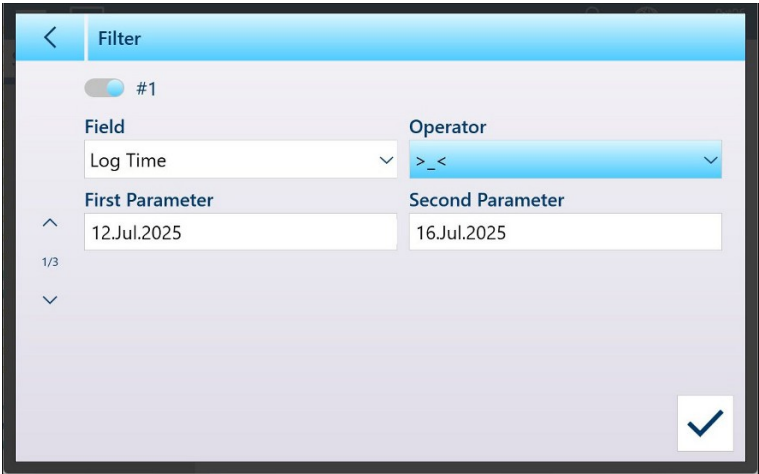 Filter
#1
Field
Operator
Log Time
>_<
First Parameter
Second Parameter
12.Jul.2025
16.Jul.2025
1/3